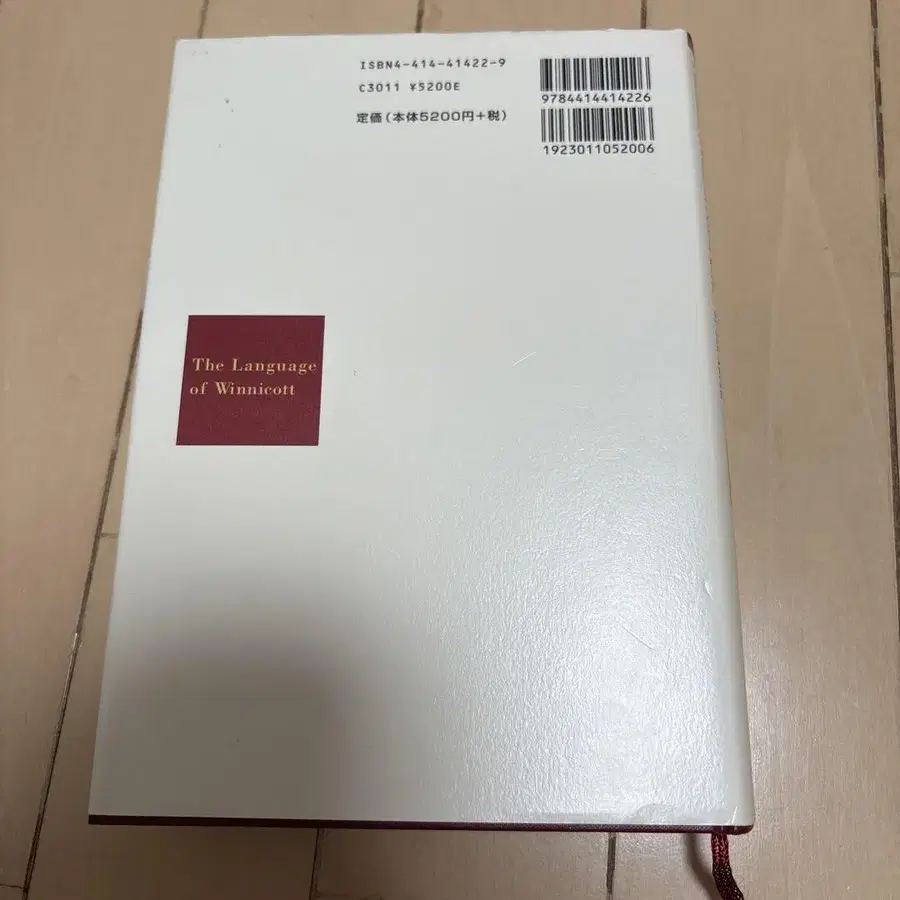 ISBN4-414-41422-9
C3011 ¥5200E
定価(本体5200円+税)
9784414414226
1923011052006
The Language
of Winnicott